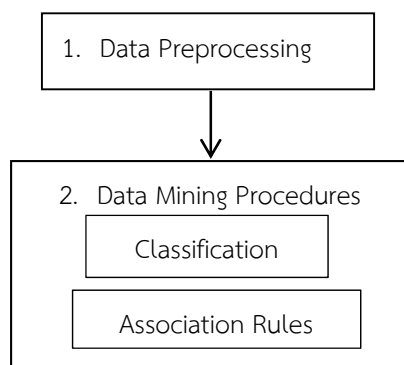 1. Data Preprocessing
2. Data Mining Procedures
Classification
Association Rules